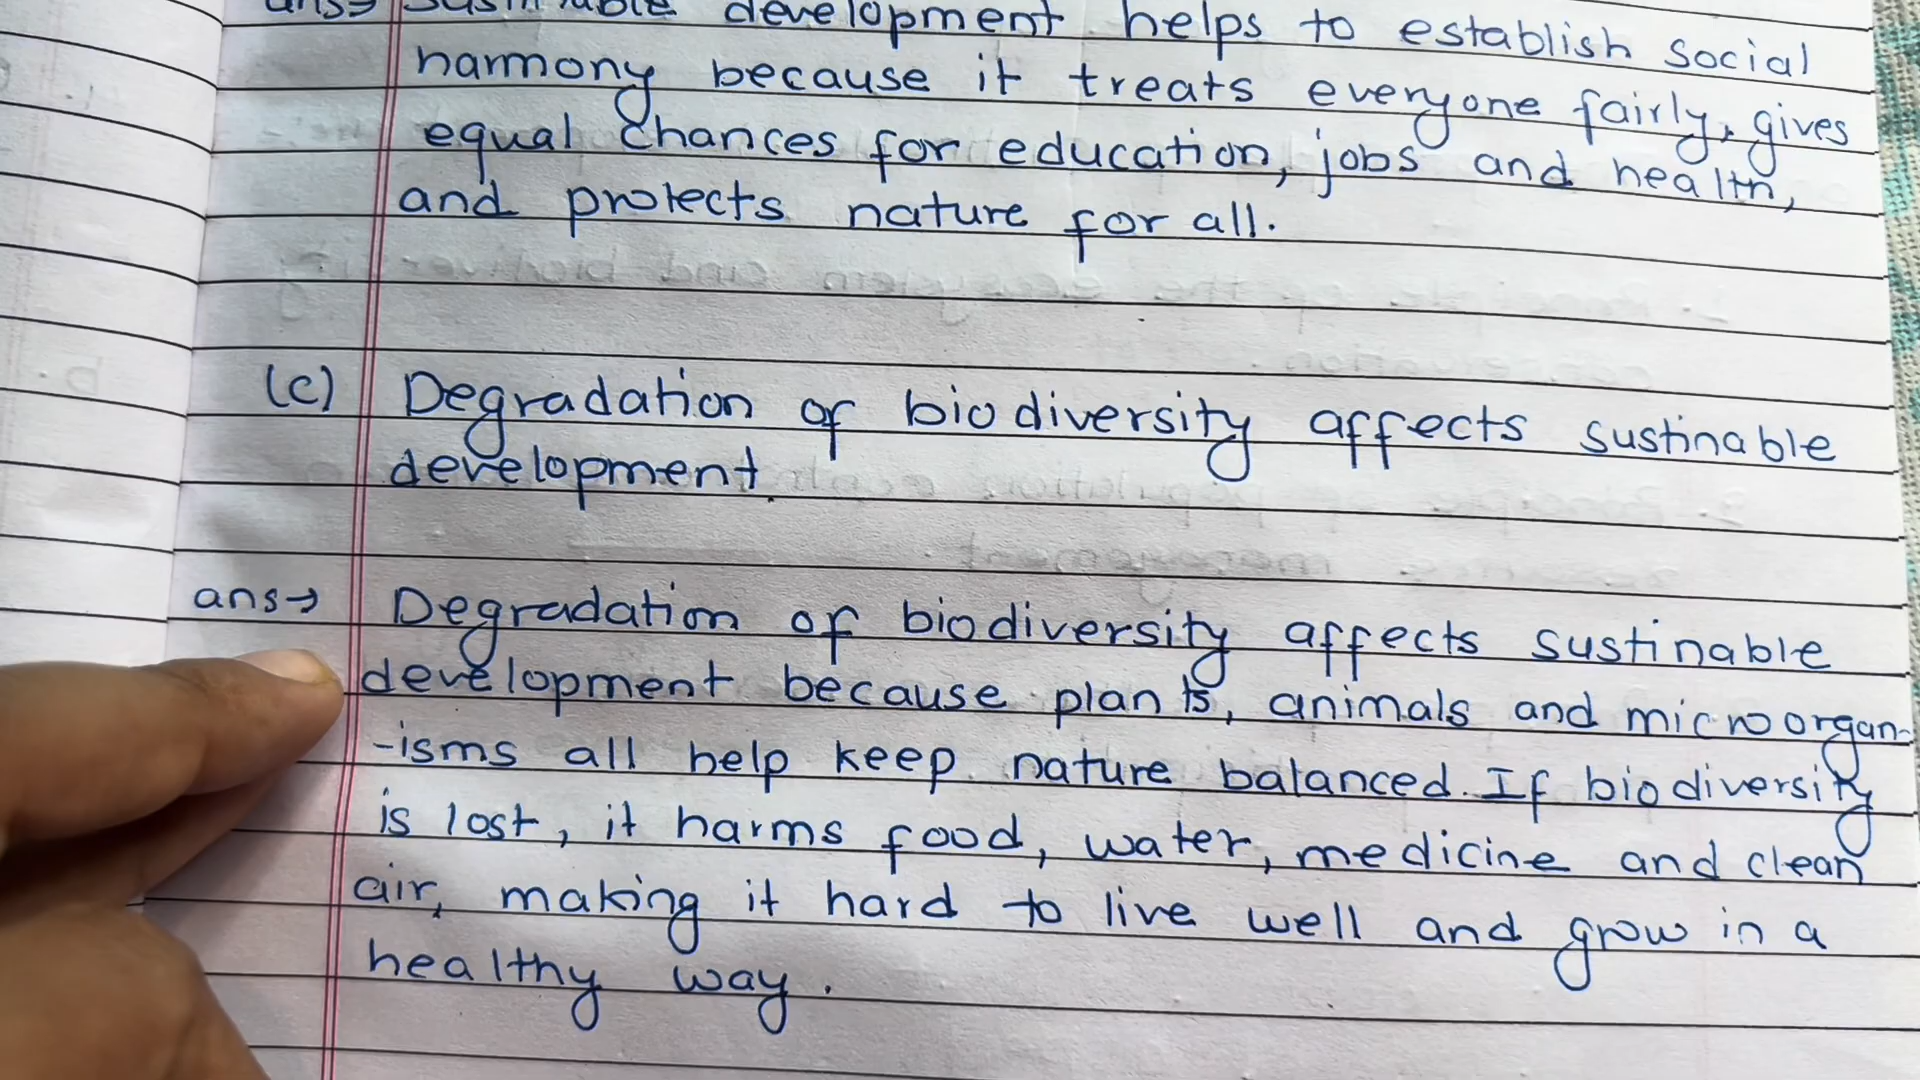 ans→ Sustinable development helps to establish social
harmony because it treats everyone fairly, gives
equal chances for education, jobs and health,
and protects nature for all.
(c) Degradation of biodiversity affects sustinable
development.
ans→ Degradation of biodiversity affects sustinable
development because plants, animals and microorgan-
-isms all help keep nature balanced. If biodiversity
is lost, it harms food, water, medicine and clean
air, making it hard to live well and grow in a
healthy way.